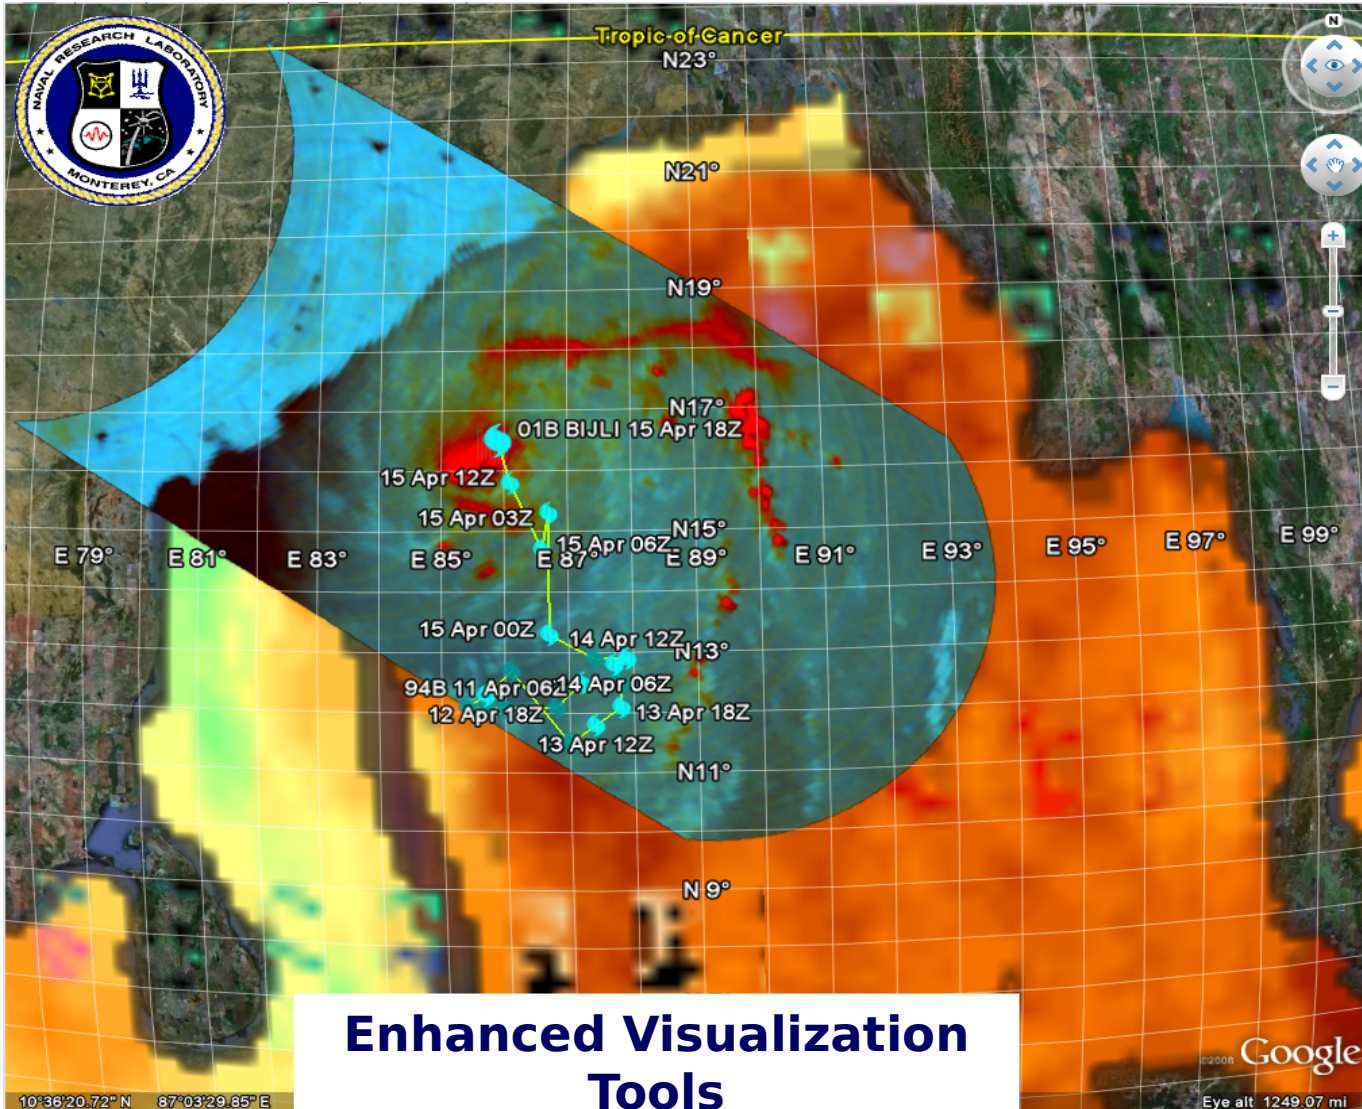 NAVAL RESEARCH LABORATORY
MONTEREY, CA
Tropic of Cancer
N
N23°
N21°
N19°
N17°
01B BIJLI 15 Apr 18Z
15 Apr 12Z
15 Apr 03Z
N15°
15 Apr 06Z
E 79°
E 81°
E 83°
E 85°
E 87°
E 89°
E 91°
E 93°
E 95°
E 97°
E 99°
15 Apr 00Z
14 Apr 12Z
N13°
94B 11 Apr 06Z
14 Apr 06Z
12 Apr 18Z
13 Apr 18Z
13 Apr 12Z
N11°
N 9°
Enhanced Visualization
Tools
©2008 Google
10°36'20.72" N 87°03'29.85" E
Eye alt 1249.07 mi